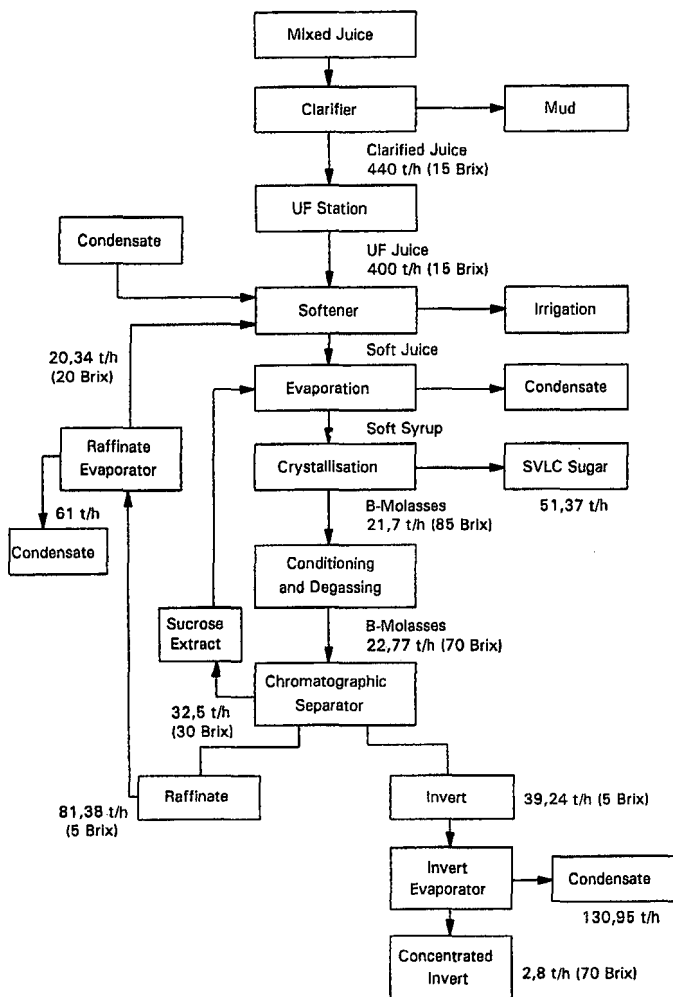 Mixed Juice
Clarifier
Mud
Clarified Juice
440 t/h (15 Brix)
UF Station
Condensate
UF Juice
400 t/h (15 Brix)
Softener
Irrigation
20,34 t/h
(20 Brix)
Soft Juice
Evaporation
Condensate
Soft Syrup
Raffinate
Evaporator
Crystallisation
SVLC Sugar
51,37 t/h
61 t/h
Condensate
B-Molasses
21,7 t/h (85 Brix)
Conditioning
and Degassing
Sucrose
Extract
B-Molasses
22,77 t/h (70 Brix)
Chromatographic
Separator
32,5 t/h
(30 Brix)
81,38 t/h
(5 Brix)
Raffinate
Invert
39,24 t/h (5 Brix)
Invert
Evaporator
Condensate
130,95 t/h
Concentrated
Invert
2,8 t/h (70 Brix)